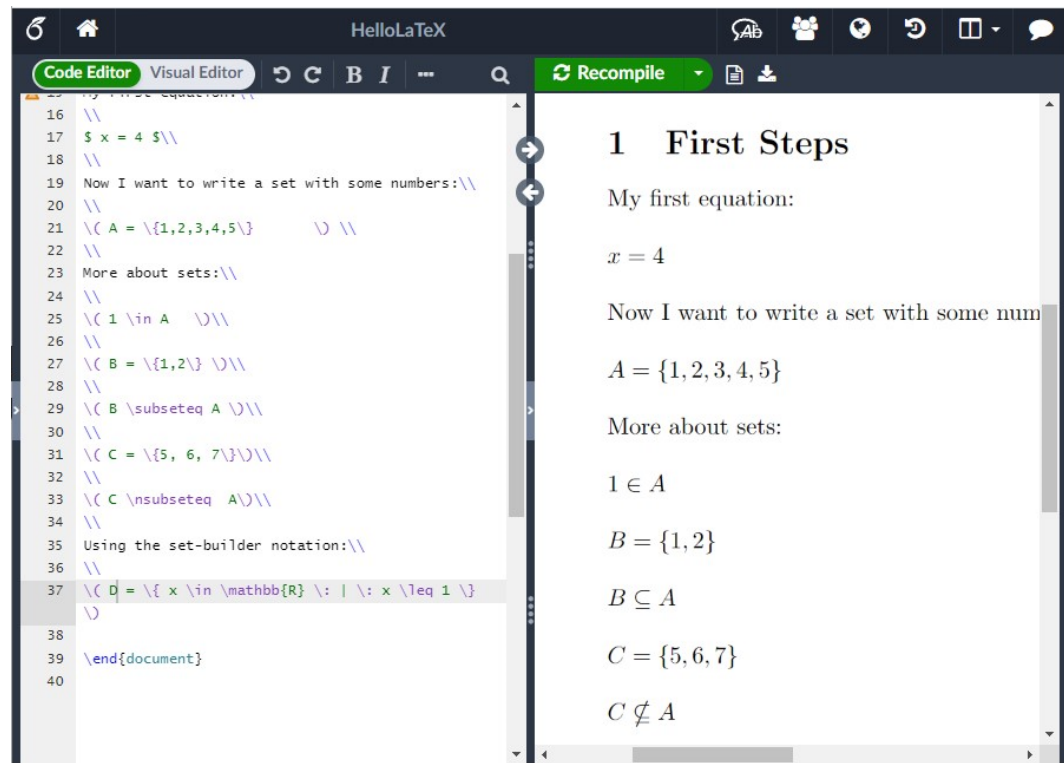 HelloLaTeX
Code Editor Visual Editor B I
Recompile
16 \\
17 $ x = 4 $\\
18 \\
19 Now I want to write a set with some numbers:\\
20 \\
21 \( A = \{1,2,3,4,5\} \) \\
22 \\
23 More about sets:\\
24 \\
25 \( 1 \in A \)\\
26 \\
27 \( B = \{1,2\} \)\\
28 \\
29 \( B \subseteq A \)\\
30 \\
31 \( C = \{5, 6, 7\}\)\\
32 \\
33 \( C \nsubseteq A\)\\
34 \\
35 Using the set-builder notation:\\
36 \\
37 \( D = \{ x \in \mathbb{R} \: | \: x \leq 1 \}
\)
38
39 \end{document}
40
1 First Steps
My first equation:
x = 4
Now I want to write a set with some num
A = {1, 2, 3, 4, 5}
More about sets:
1 ∈ A
B = {1, 2}
B ⊆ A
C = {5, 6, 7}
C ⊈ A